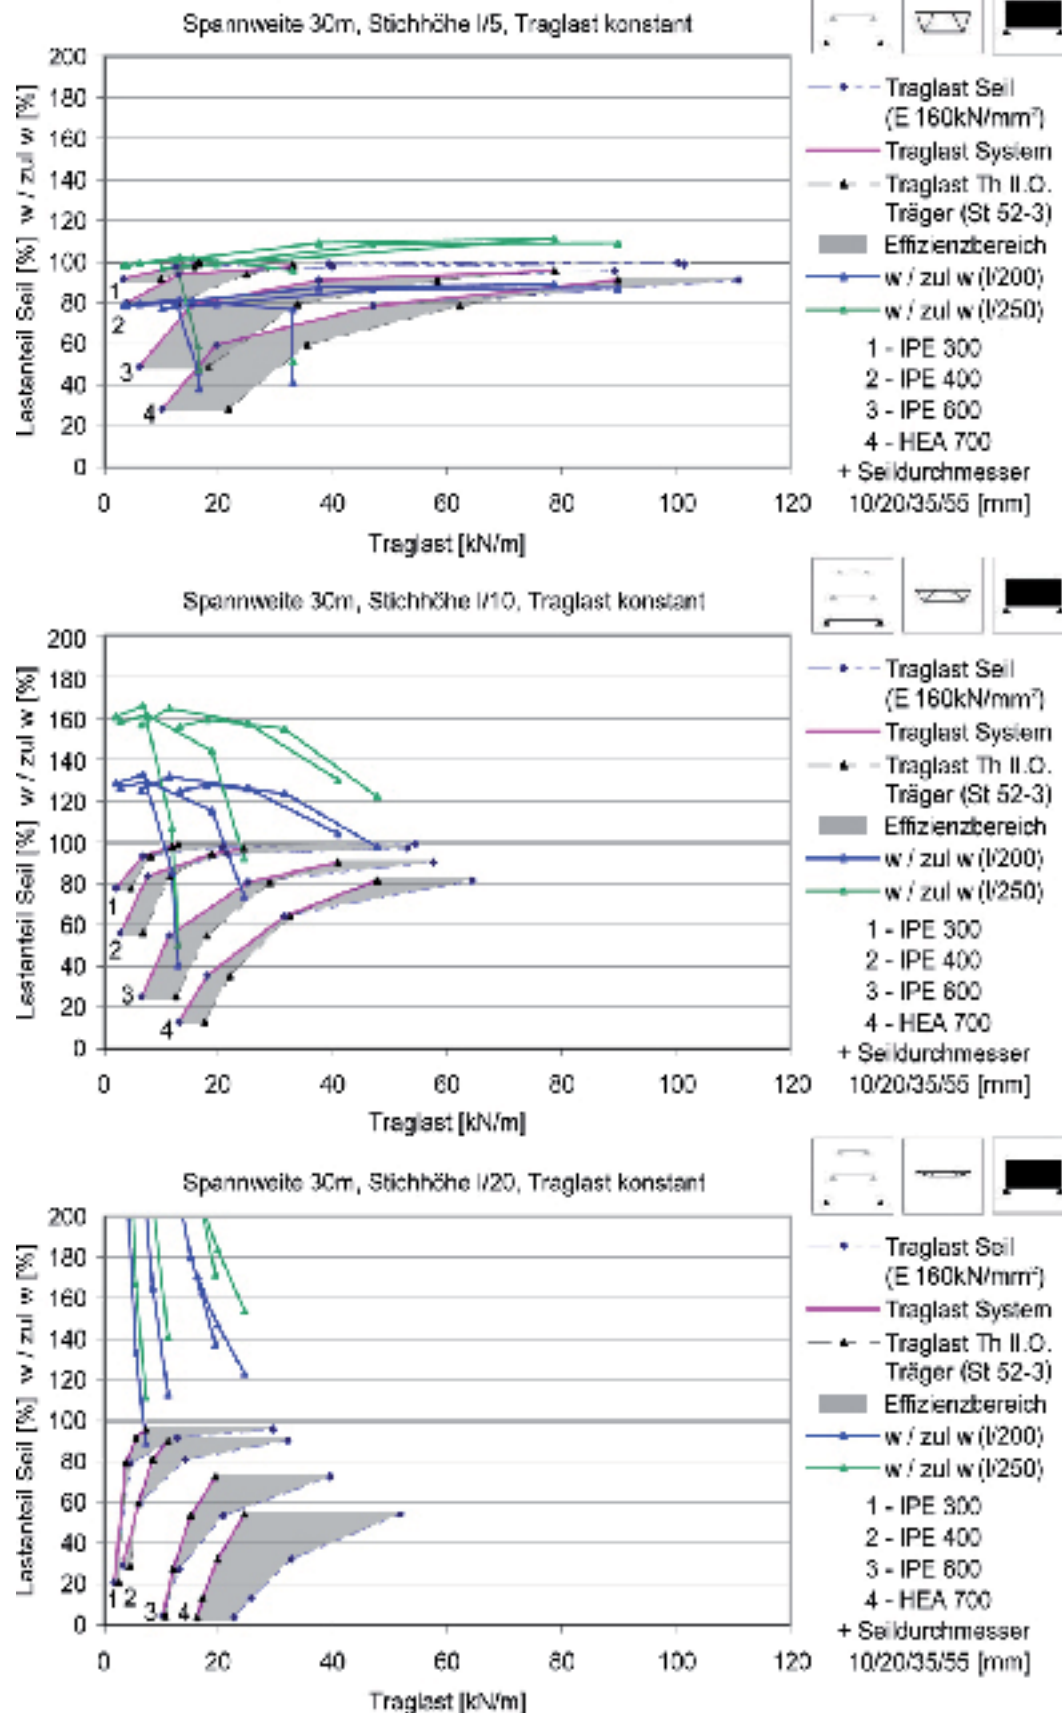 Spannweite 30m, Stichhöhe l/5, Traglast konstant
Lastanteil Seil [%] w / zul w [%]
200
180
160
140
120
100
80
60
40
20
0
1
2
3
4
0 20 40 60 80 100 120
Traglast [kN/m]
Traglast Seil
(E 160kN/mm²)
Traglast System
Traglast Th II.O.
Träger (St 52-3)
Effizienzbereich
w / zul w (l/200)
w / zul w (l/250)
1 - IPE 300
2 - IPE 400
3 - IPE 600
4 - HEA 700
+ Seildurchmesser
10/20/35/55 [mm]
Spannweite 30m, Stichhöhe l/10, Traglast konstant
Lastanteil Seil [%] w / zul w [%]
200
180
160
140
120
100
80
60
40
20
0
1
2
3
4
0 20 40 60 80 100 120
Traglast [kN/m]
Traglast Seil
(E 160kN/mm²)
Traglast System
Traglast Th II.O.
Träger (St 52-3)
Effizienzbereich
w / zul w (l/200)
w / zul w (l/250)
1 - IPE 300
2 - IPE 400
3 - IPE 600
4 - HEA 700
+ Seildurchmesser
10/20/35/55 [mm]
Spannweite 30m, Stichhöhe l/20, Traglast konstant
Lastanteil Seil [%] w / zul w [%]
200
180
160
140
120
100
80
60
40
20
0
1 2 3 4
0 20 40 60 80 100 120
Traglast [kN/m]
Traglast Seil
(E 160kN/mm²)
Traglast System
Traglast Th II.O.
Träger (St 52-3)
Effizienzbereich
w / zul w (l/200)
w / zul w (l/250)
1 - IPE 300
2 - IPE 400
3 - IPE 600
4 - HEA 700
+ Seildurchmesser
10/20/35/55 [mm]